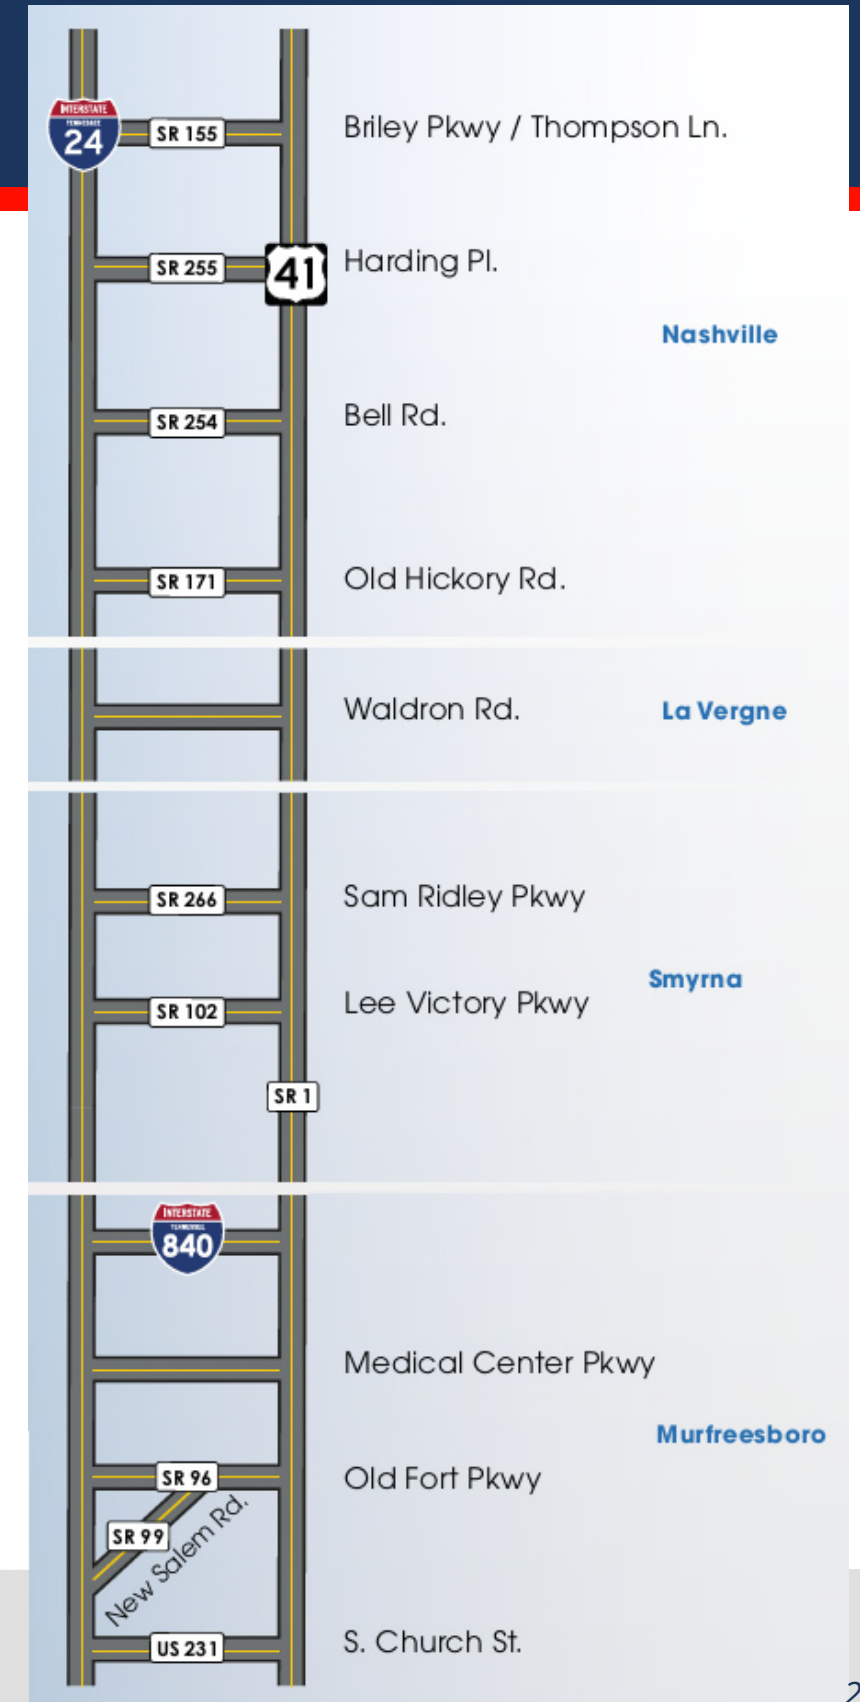 INTERSTATE
TENNESSEE
24
SR 155
Briley Pkwy / Thompson Ln.
SR 255
41
Harding Pl.
Nashville
SR 254
Bell Rd.
SR 171
Old Hickory Rd.
Waldron Rd.
La Vergne
SR 266
Sam Ridley Pkwy
Smyrna
SR 102
Lee Victory Pkwy
SR 1
INTERSTATE
TENNESSEE
840
Medical Center Pkwy
Murfreesboro
SR 96
Old Fort Pkwy
SR 99
New Salem Rd.
US 231
S. Church St.
2